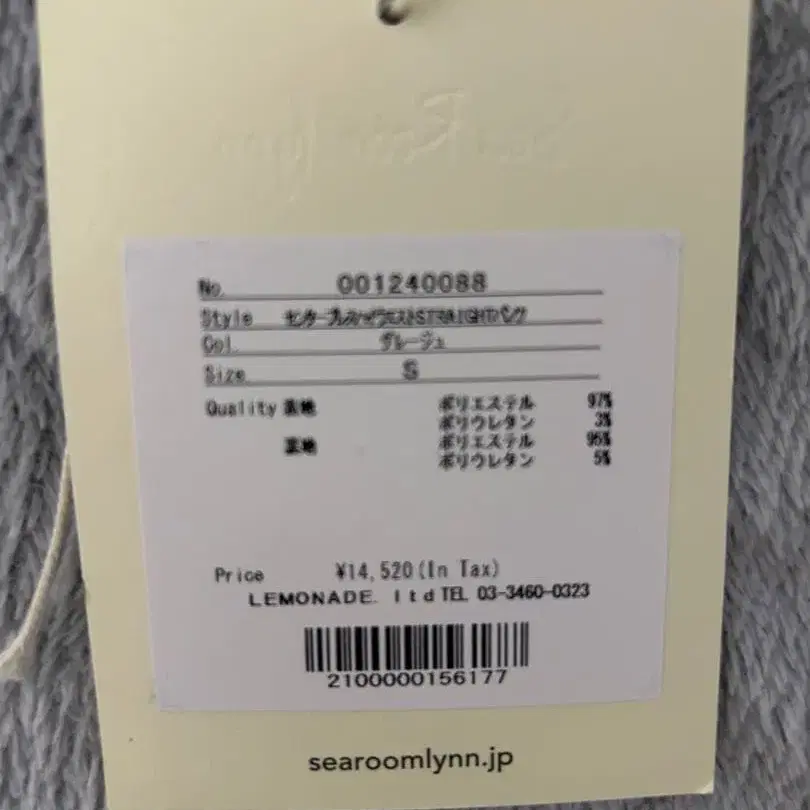 SeaRoomlynn
No. 001240088
Style センタープレスハイウエストSTRAIGHTパンツ
Col. グレージュ
Size S
Quality 表地 ポリエステル 97%
ポリウレタン 3%
裏地 ポリエステル 95%
ポリウレタン 5%
Price ¥14,520(In Tax)
LEMONADE. ltd TEL 03-3460-0323
2100000156177
searoomlynn.jp